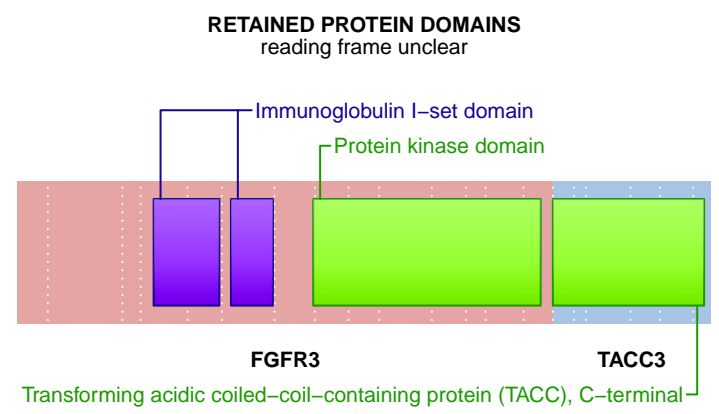 RETAINED PROTEIN DOMAINS
reading frame unclear
Immunoglobulin I−set domain
Protein kinase domain
FGFR3 TACC3
Transforming acidic coiled−coil−containing protein (TACC), C−terminal